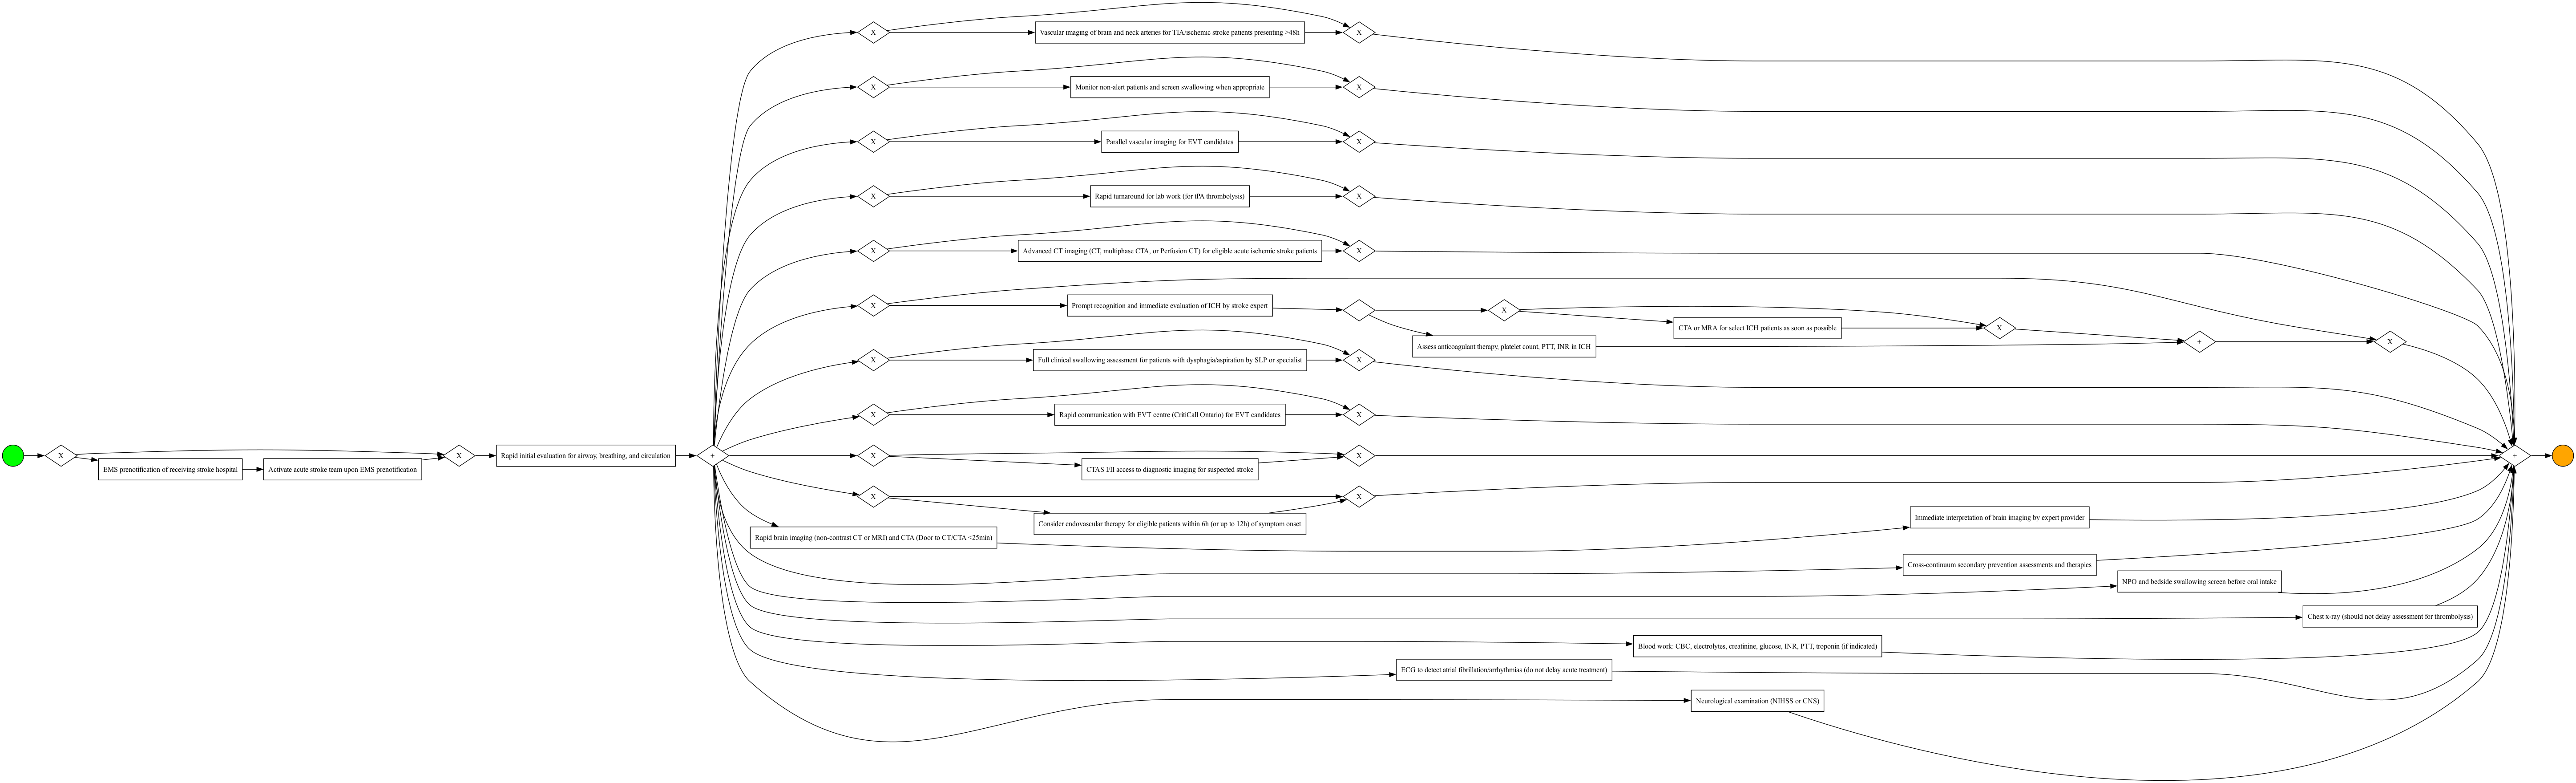 X
Vascular imaging of brain and neck arteries for TIA/ischemic stroke patients presenting >48h
X
X
Monitor non-alert patients and screen swallowing when appropriate
X
X
Parallel vascular imaging for EVT candidates
X
X
Rapid turnaround for lab work (for tPA thrombolysis)
X
X
Advanced CT imaging (CT, multiphase CTA, or Perfusion CT) for eligible acute ischemic stroke patients
X
X
Prompt recognition and immediate evaluation of ICH by stroke expert
+
X
CTA or MRA for select ICH patients as soon as possible
X
Assess anticoagulant therapy, platelet count, PTT, INR in ICH
+
X
X
Full clinical swallowing assessment for patients with dysphagia/aspiration by SLP or specialist
X
X
Rapid communication with EVT centre (CritiCall Ontario) for EVT candidates
X
X
EMS prenotification of receiving stroke hospital
Activate acute stroke team upon EMS prenotification
X
Rapid initial evaluation for airway, breathing, and circulation
+
X
CTAS I/II access to diagnostic imaging for suspected stroke
X
+
X
Consider endovascular therapy for eligible patients within 6h (or up to 12h) of symptom onset
X
Rapid brain imaging (non-contrast CT or MRI) and CTA (Door to CT/CTA <25min)
Immediate interpretation of brain imaging by expert provider
Cross-continuum secondary prevention assessments and therapies
NPO and bedside swallowing screen before oral intake
Chest x-ray (should not delay assessment for thrombolysis)
Blood work: CBC, electrolytes, creatinine, glucose, INR, PTT, troponin (if indicated)
ECG to detect atrial fibrillation/arrhythmias (do not delay acute treatment)
Neurological examination (NIHSS or CNS)